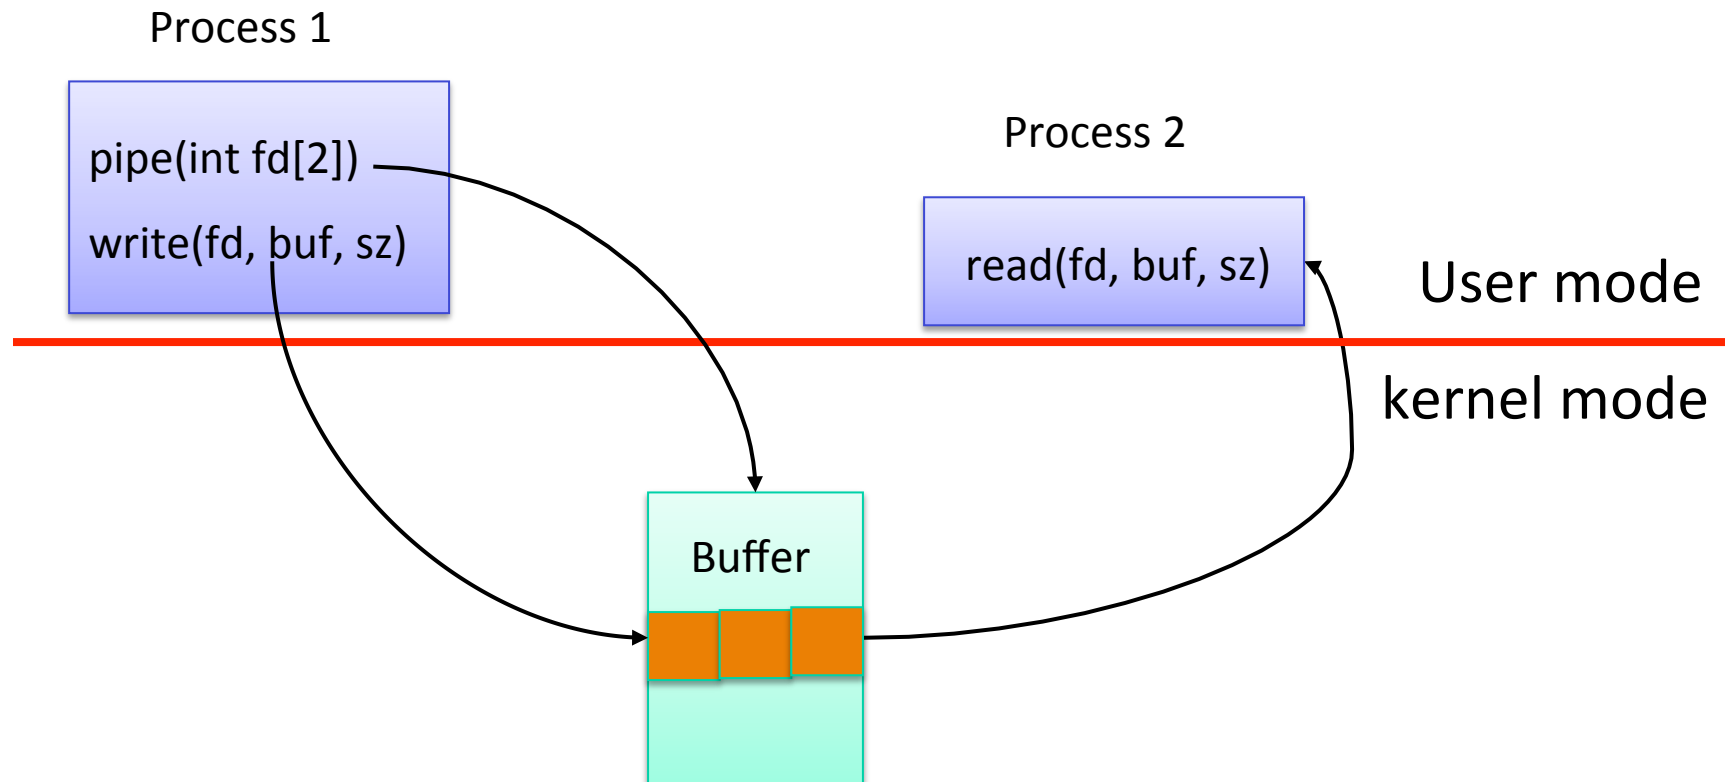 Process 1
pipe(int fd[2])
write(fd, buf, sz)
Process 2
read(fd, buf, sz)
User mode
kernel mode
Buffer